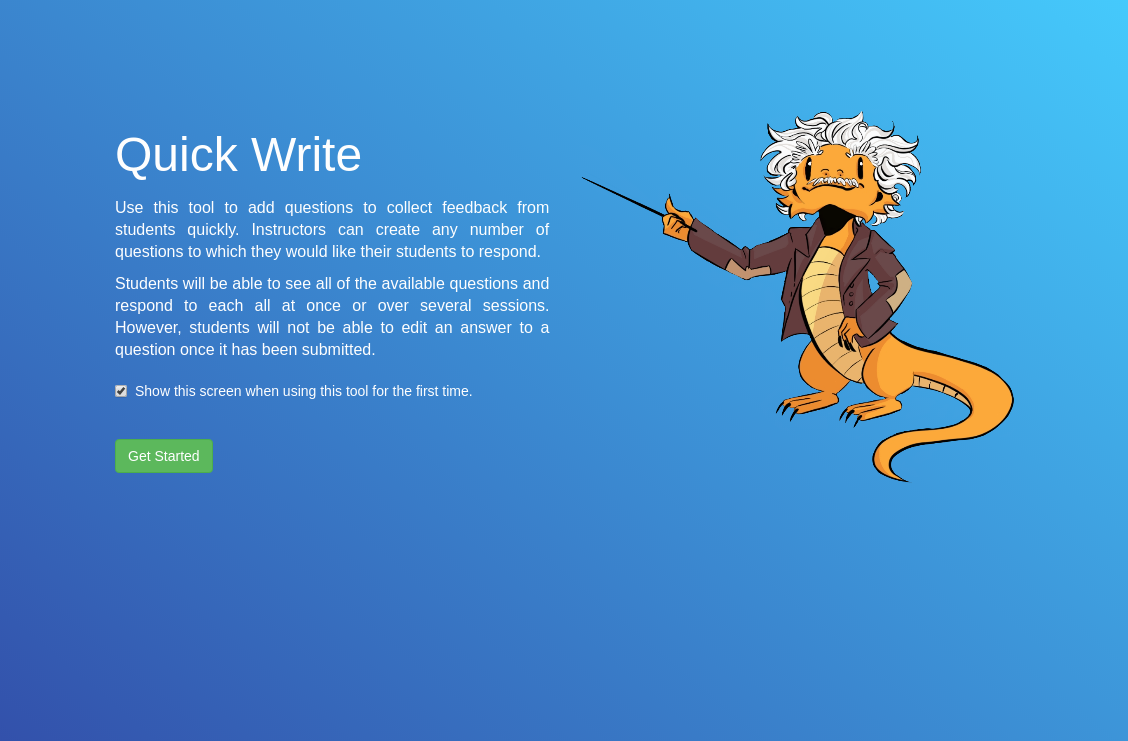 Quick Write
Use this tool to add questions to collect feedback from
students quickly. Instructors can create any number of
questions to which they would like their students to respond.
Students will be able to see all of the available questions and
respond to each all at once or over several sessions.
However, students will not be able to edit an answer to a
question once it has been submitted.
Show this screen when using this tool for the first time.
Get Started